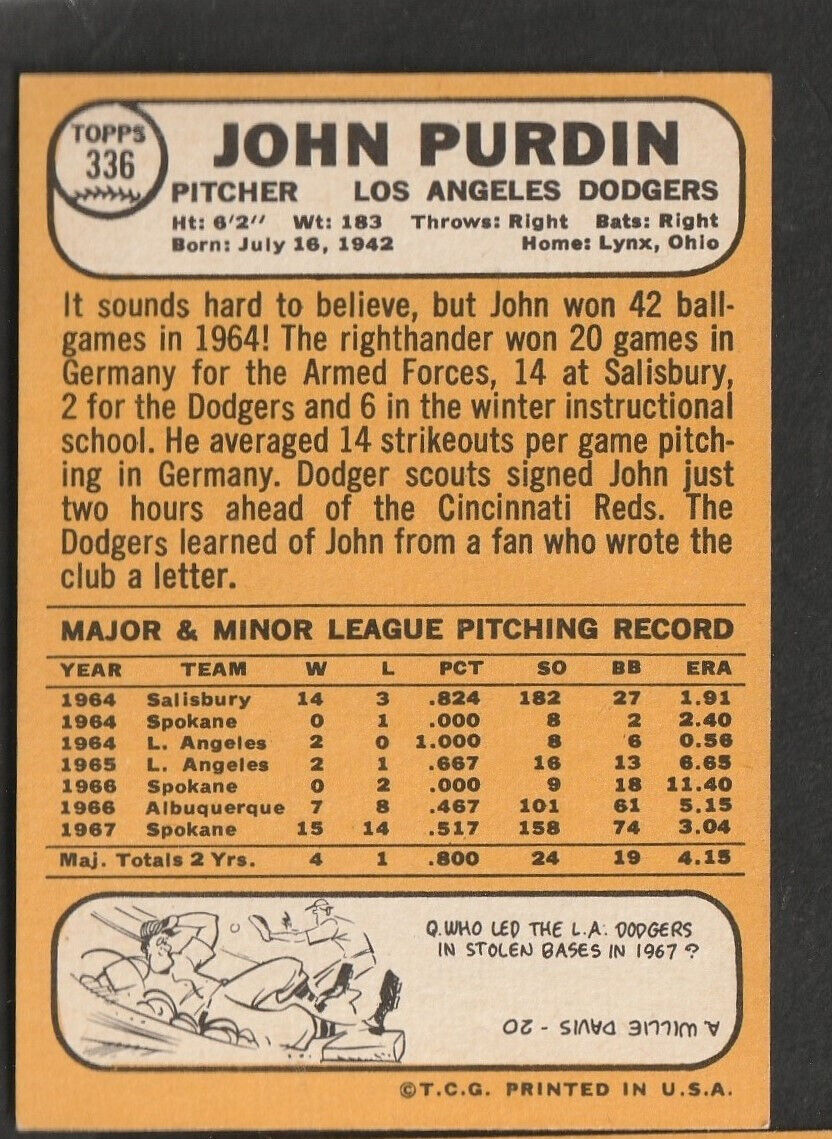 TOPPS
336
JOHN PURDIN
PITCHER LOS ANGELES DODGERS
Ht: 6'2" Wt: 183 Throws: Right Bats: Right
Born: July 16, 1942 Home: Lynx, Ohio
It sounds hard to believe, but John won 42 ball-
games in 1964! The righthander won 20 games in
Germany for the Armed Forces, 14 at Salisbury,
2 for the Dodgers and 6 in the winter instructional
school. He averaged 14 strikeouts per game pitch-
ing in Germany. Dodger scouts signed John just
two hours ahead of the Cincinnati Reds. The
Dodgers learned of John from a fan who wrote the
club a letter.
MAJOR & MINOR LEAGUE PITCHING RECORD
YEAR TEAM W L PCT SO BB ERA
1964 Salisbury 14 3 .824 182 27 1.91
1964 Spokane 0 1 .000 8 2 2.40
1964 L. Angeles 2 0 1.000 8 6 0.56
1965 L. Angeles 2 1 .667 16 13 6.65
1966 Spokane 0 2 .000 9 18 11.40
1966 Albuquerque 7 8 .467 101 61 5.15
1967 Spokane 15 14 .517 158 74 3.04
Maj. Totals 2 Yrs. 4 1 .800 24 19 4.15
Q. WHO LED THE L.A. DODGERS
IN STOLEN BASES IN 1967?
A. WILLIE DAVIS - 20
©T.C.G. PRINTED IN U.S.A.